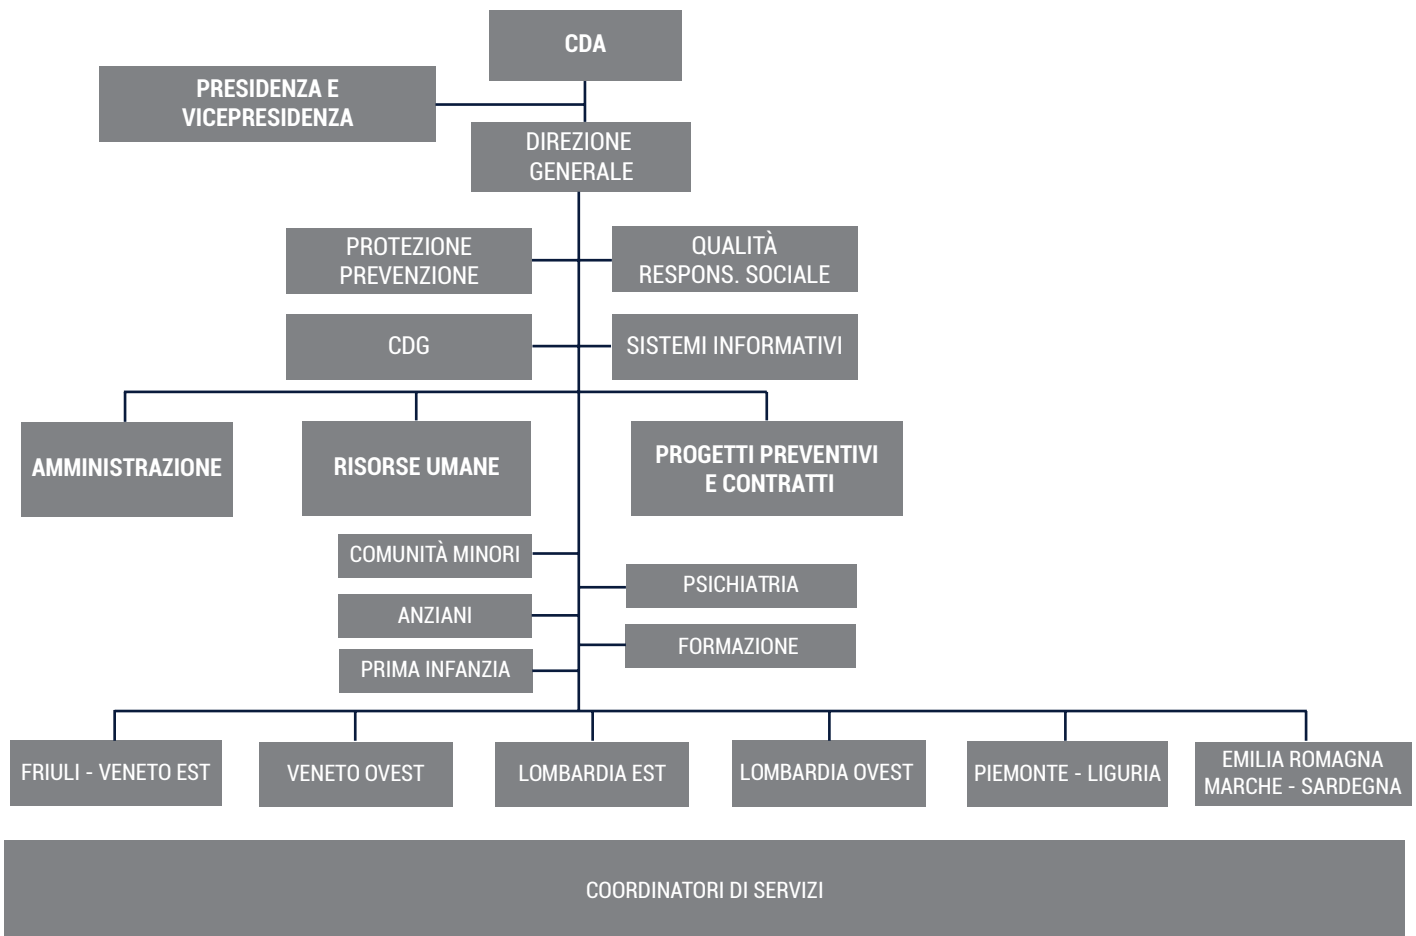 CDA
PRESIDENZA E
VICEPRESIDENZA
DIREZIONE
GENERALE
PROTEZIONE
PREVENZIONE
QUALITÀ
RESPONS. SOCIALE
CDG
SISTEMI INFORMATIVI
AMMINISTRAZIONE
RISORSE UMANE
PROGETTI PREVENTIVI
E CONTRATTI
COMUNITÀ MINORI
PSICHIATRIA
ANZIANI
FORMAZIONE
PRIMA INFANZIA
FRIULI - VENETO EST
VENETO OVEST
LOMBARDIA EST
LOMBARDIA OVEST
PIEMONTE - LIGURIA
EMILIA ROMAGNA
MARCHE - SARDEGNA
COORDINATORI DI SERVIZI